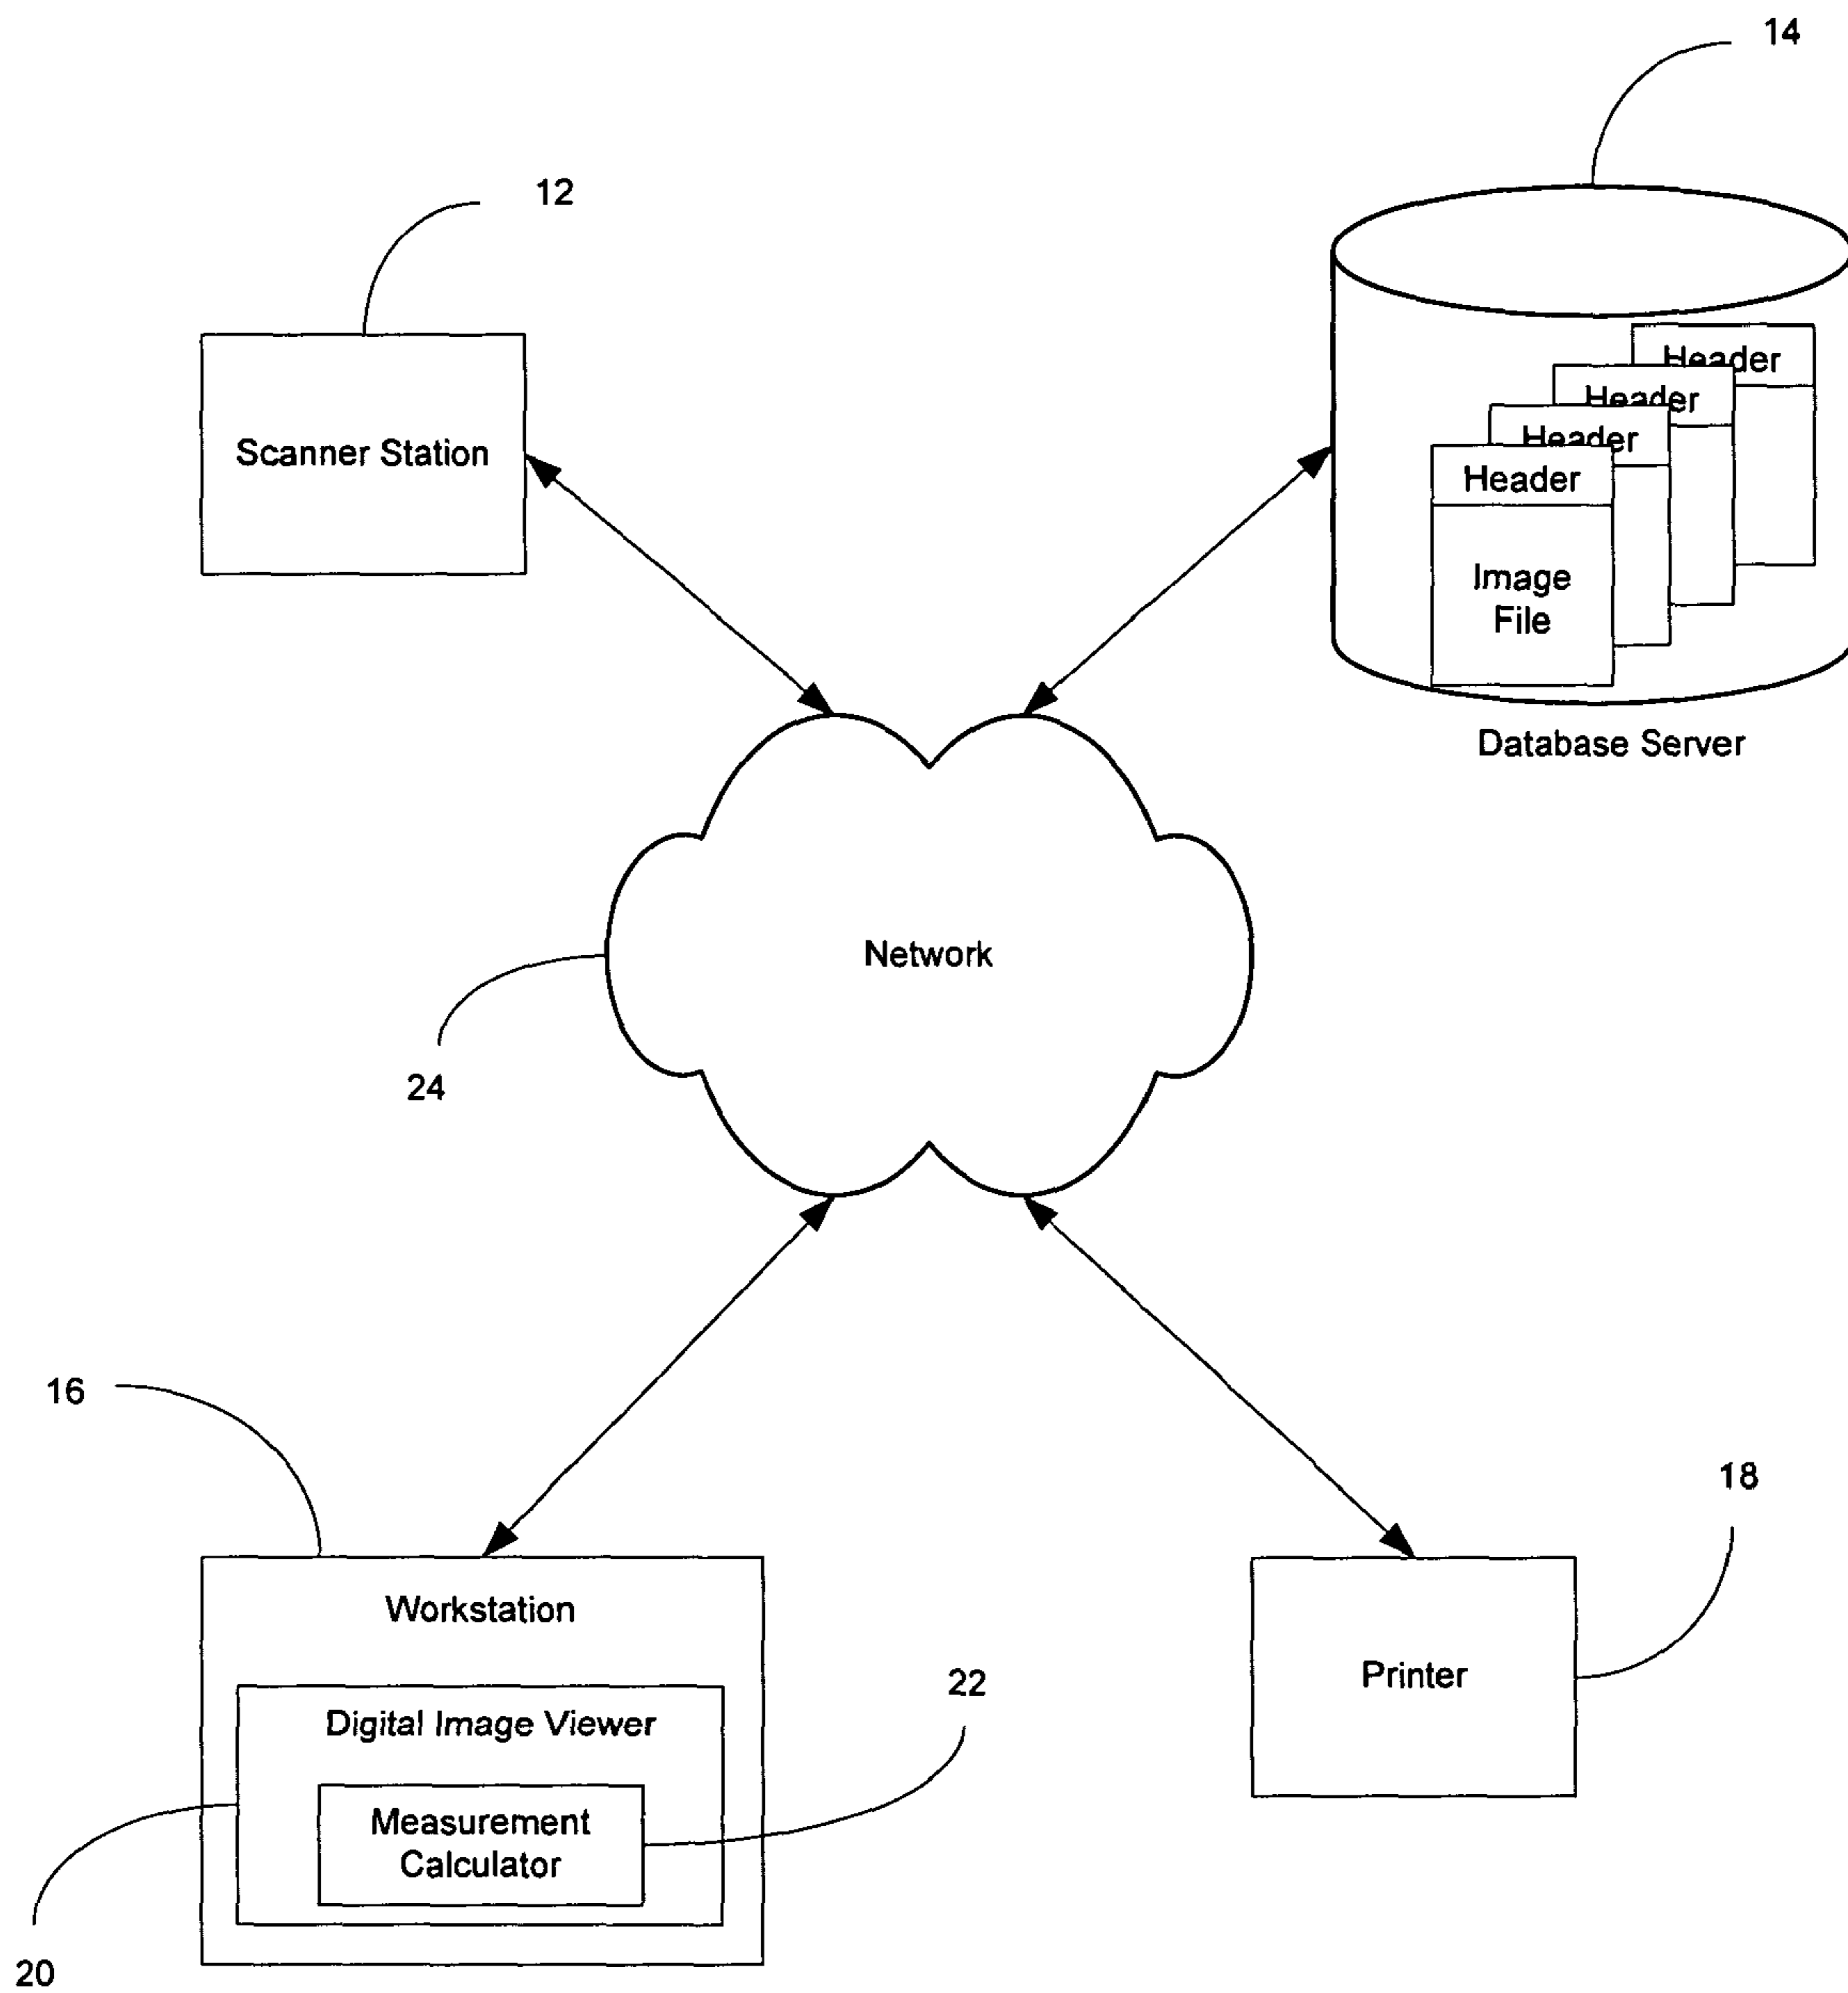 14
12
Header
Header
Header
Header
Scanner Station
Image
File
Database Server
Network
24
16
18
Workstation
22
Printer
Digital Image Viewer
Measurement
Calculator
20